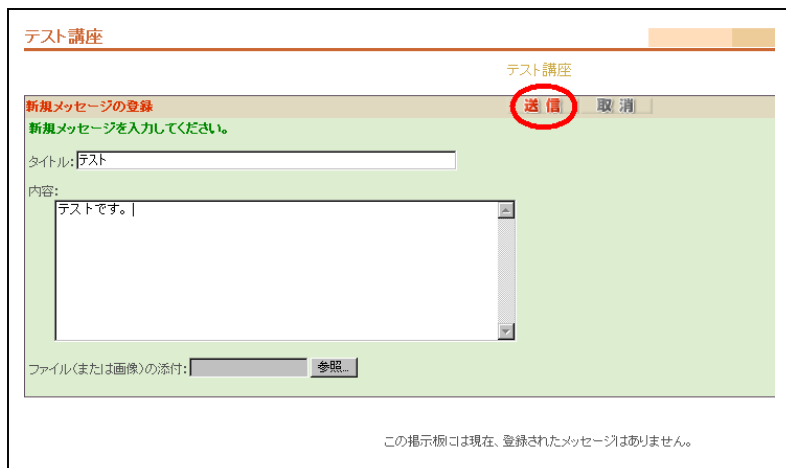 テスト講座
テスト講座
新規メッセージの登録 送信 取消
新規メッセージを入力してください。
タイトル:テスト
内容:
テストです。
ファイル(または画像)の添付: 参照...
この掲示板には現在、登録されたメッセージはありません。